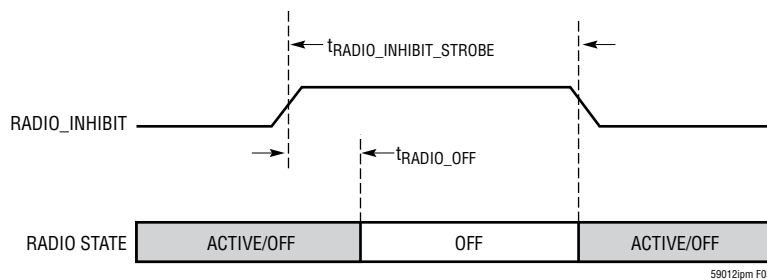 tRADIO_INHIBIT_STROBE
RADIO_INHIBIT
tRADIO_OFF
RADIO STATE ACTIVE/OFF OFF ACTIVE/OFF
59012ipm F0